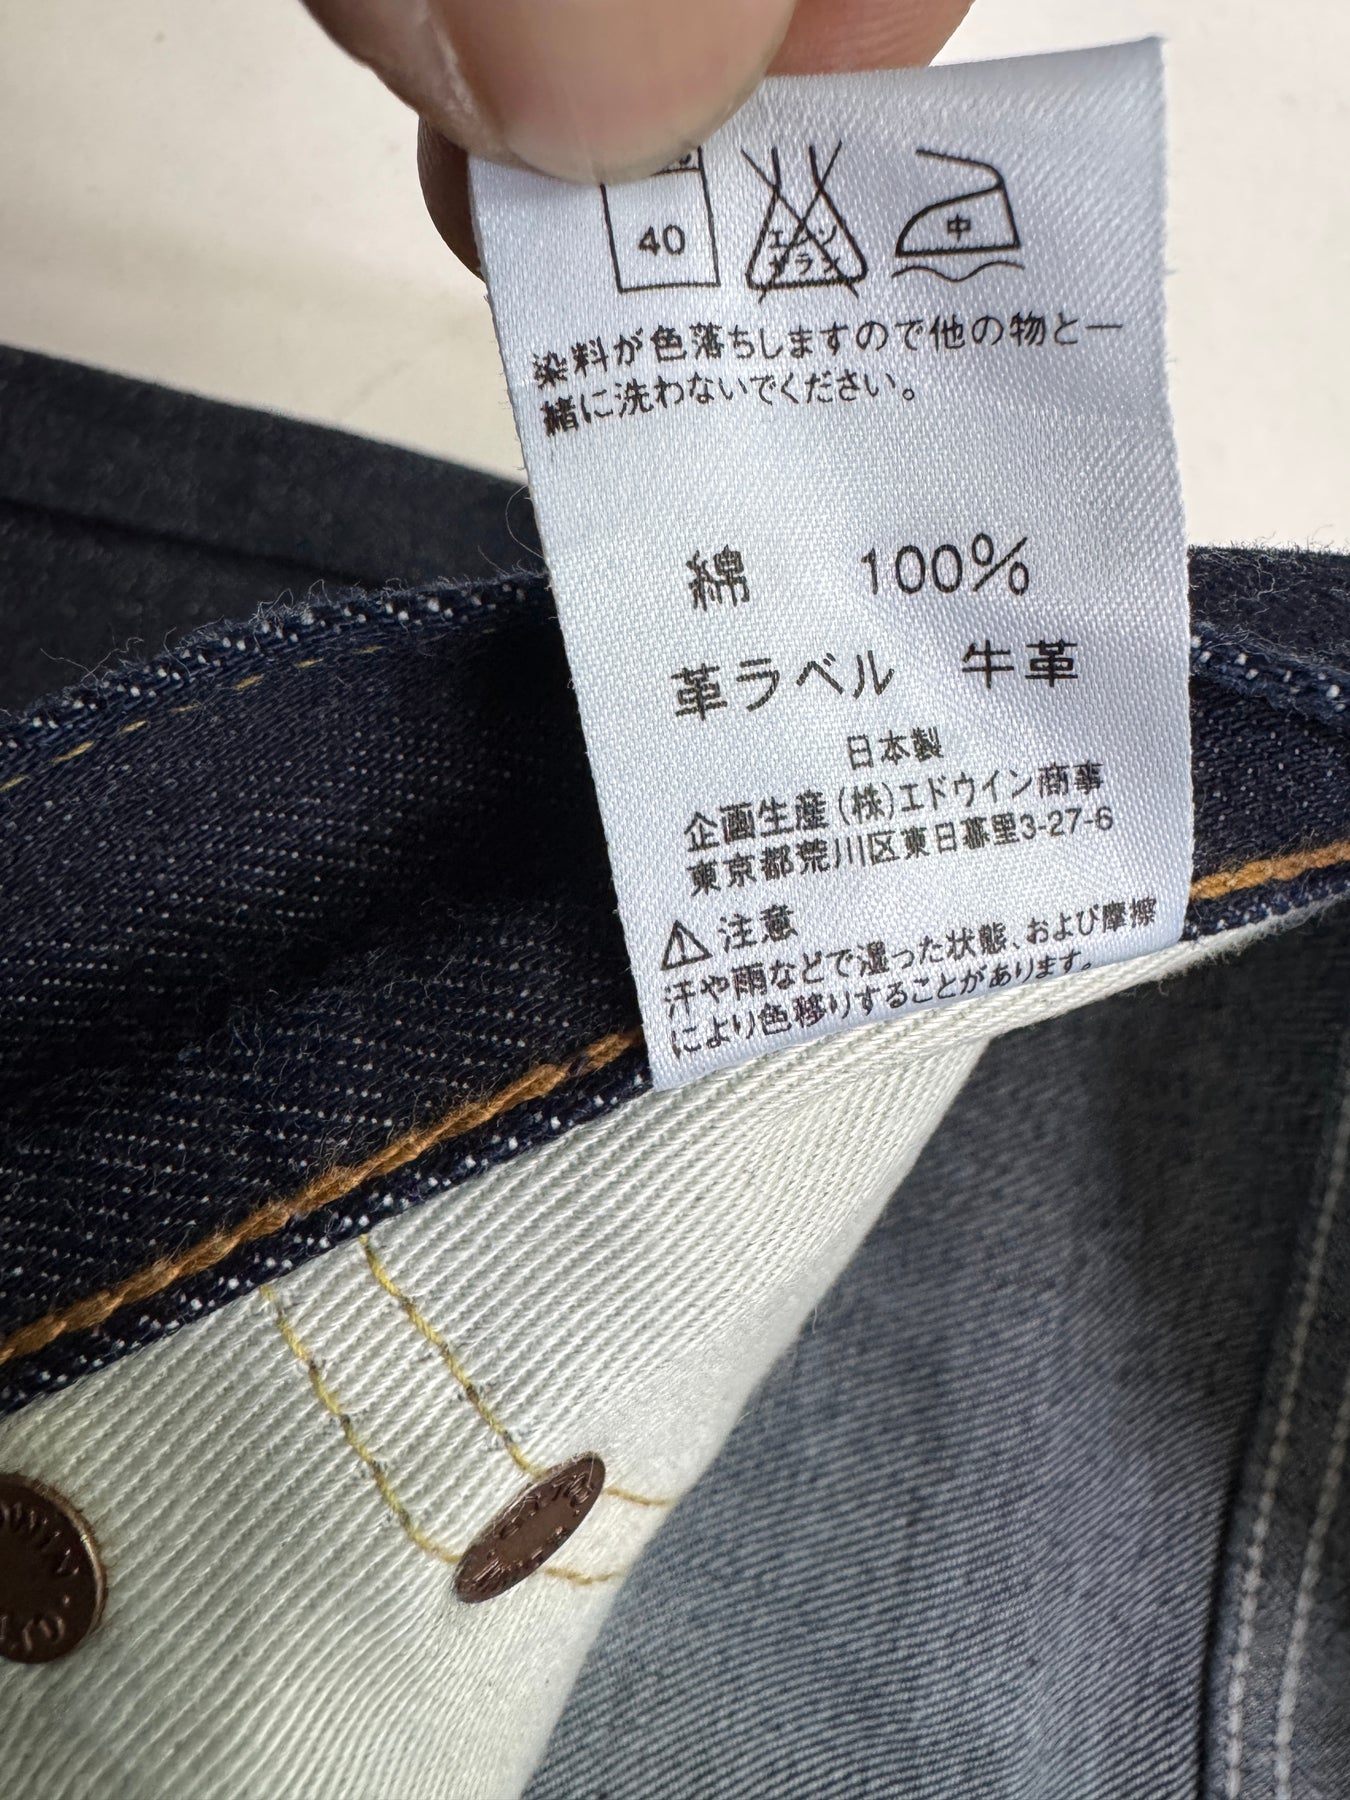 40
エンソ
サラシ
中
染料が色落ちしますので他の物と一
緒に洗わないでください。
綿 100%
革ラベル 牛革
日本製
企画生産(株)エドウイン商事
東京都荒川区東日暮里3-27-6
注意
汗や雨などで湿った状態、および摩擦
により色移りすることがあります。